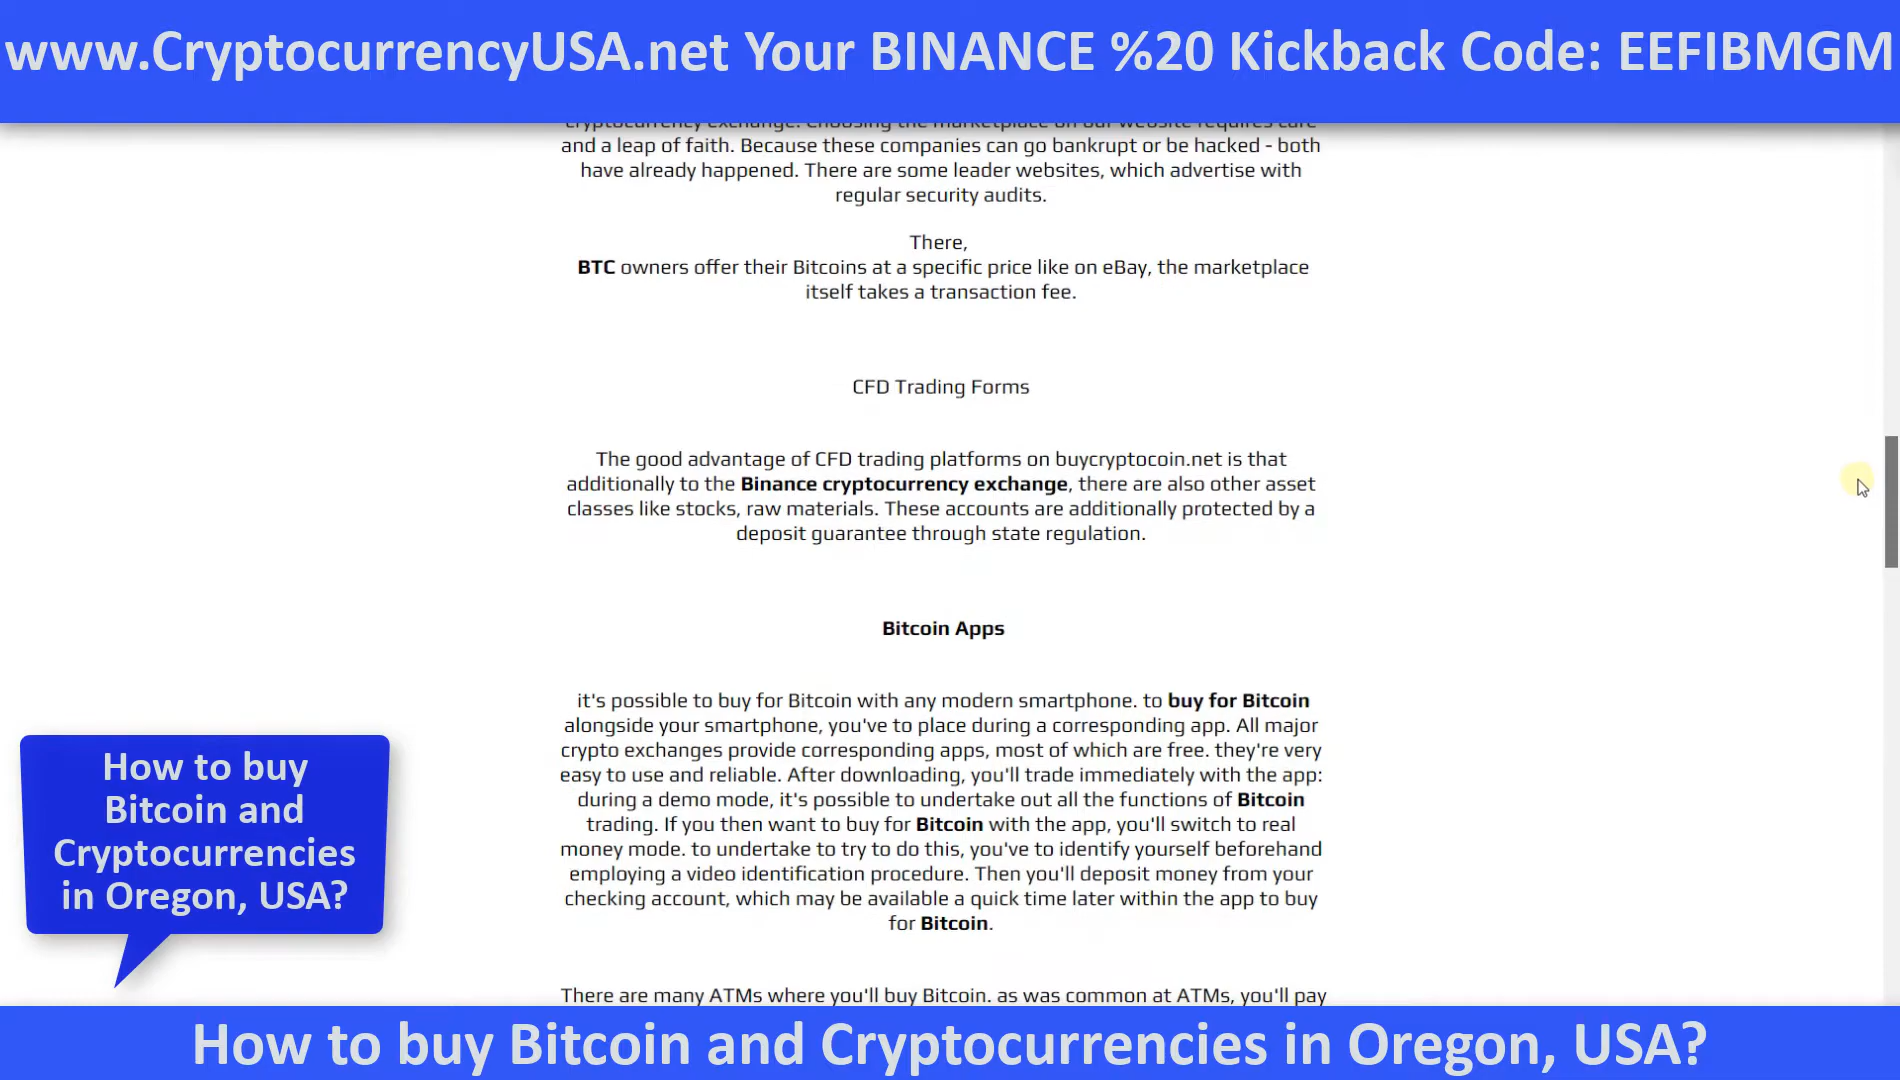 www.CryptocurrencyUSA.net Your BINANCE %20 Kickback Code: EEFIBMGM
cryptocurrency exchange. Choosing the marketplace on our website requires care
and a leap of faith. Because these companies can go bankrupt or be hacked - both
have already happened. There are some leader websites, which advertise with
regular security audits.
There,
BTC owners offer their Bitcoins at a specific price like on eBay, the marketplace
itself takes a transaction fee.
CFD Trading Forms
The good advantage of CFD trading platforms on buycryptocoin.net is that
additionally to the Binance cryptocurrency exchange, there are also other asset
classes like stocks, raw materials. These accounts are additionally protected by a
deposit guarantee through state regulation.
Bitcoin Apps
it's possible to buy for Bitcoin with any modern smartphone. to buy for Bitcoin
alongside your smartphone, you've to place during a corresponding app. All major
crypto exchanges provide corresponding apps, most of which are free. they're very
easy to use and reliable. After downloading, you'll trade immediately with the app:
during a demo mode, it's possible to undertake out all the functions of Bitcoin
trading. If you then want to buy for Bitcoin with the app, you'll switch to real
money mode. to undertake to try to do this, you've to identify yourself beforehand
employing a video identification procedure. Then you'll deposit money from your
checking account, which may be available a quick time later within the app to buy
for Bitcoin.
There are many ATMs where you'll buy Bitcoin. as was common at ATMs, you'll pay
How to buy
Bitcoin and
Cryptocurrencies
in Oregon, USA?
How to buy Bitcoin and Cryptocurrencies in Oregon, USA?